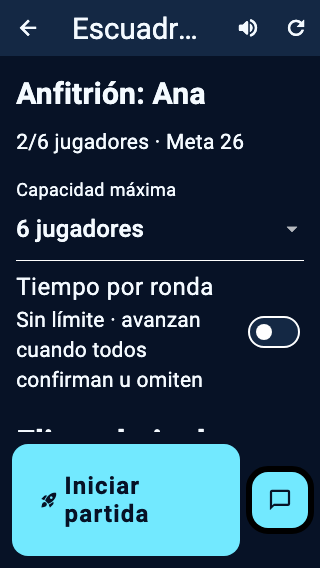 Escuadr...
Anfitrión: Ana
2/6 jugadores · Meta 26
Capacidad máxima
6 jugadores
Tiempo por ronda
Sin límite · avanzan
cuando todos
confirman u omiten
Iniciar
partida